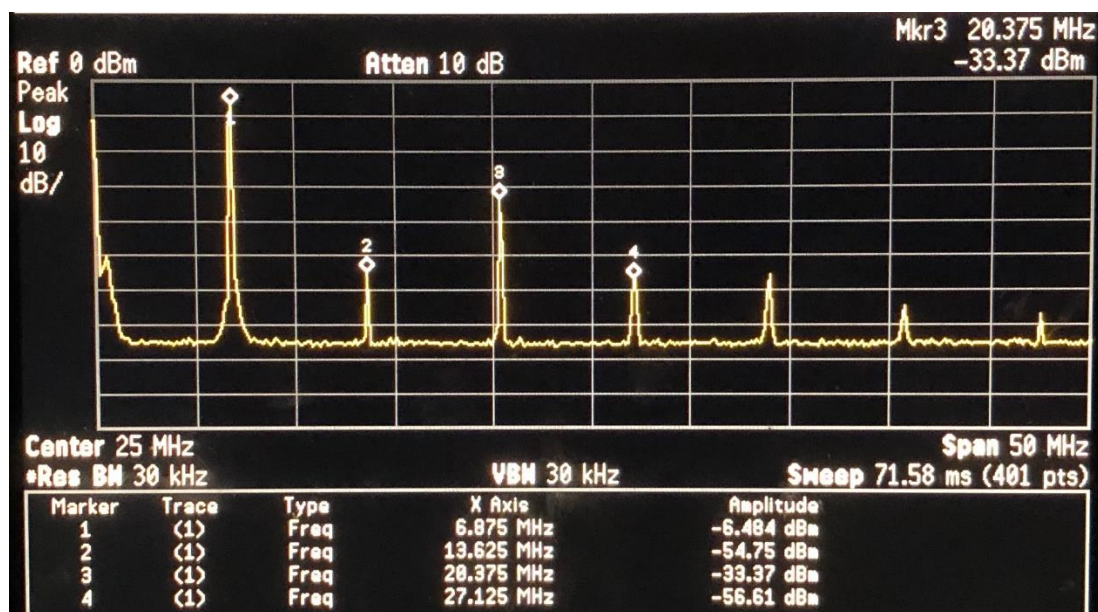 Mkr3 20.375 MHz
Ref 0 dBm Atten 10 dB -33.37 dBm
Peak
Log
10
dB/
1
2
3
4
Center 25 MHz Span 50 MHz
*Res BW 30 kHz VBW 30 kHz Sweep 71.58 ms (401 pts)
Marker Trace Type X Axis Amplitude
1 (1) Freq 6.875 MHz -6.484 dBm
2 (1) Freq 13.625 MHz -54.75 dBm
3 (1) Freq 20.375 MHz -33.37 dBm
4 (1) Freq 27.125 MHz -56.61 dBm